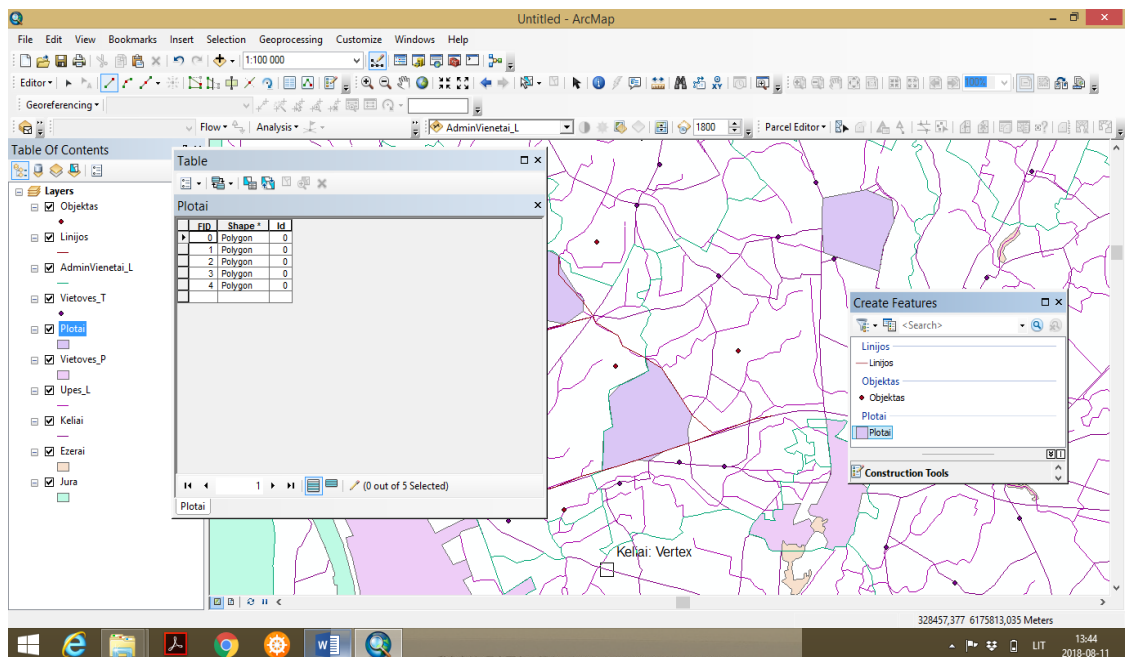 Untitled - ArcMap
File Edit View Bookmarks Insert Selection Geoprocessing Customize Windows Help
1:100 000
Editor
100%
Georeferencing
Flow Analysis AdminVienetai_L 1800 Parcel Editor
Table Of Contents
Layers
Objektas
Linijos
AdminVienetai_L
Vietoves_T
Plotai
Vietoves_P
Upes_L
Keliai
Ezerai
Jura
Table
Plotai
FID Shape * Id
0 Polygon 0
1 Polygon 0
2 Polygon 0
3 Polygon 0
4 Polygon 0
1 (0 out of 5 Selected)
Plotai
Create Features
<Search>
Linijos
Linijos
Objektas
Objektas
Plotai
Plotai
Construction Tools
Keliai: Vertex
328457,377 6175813,035 Meters
LIT 13:44
2018-08-11